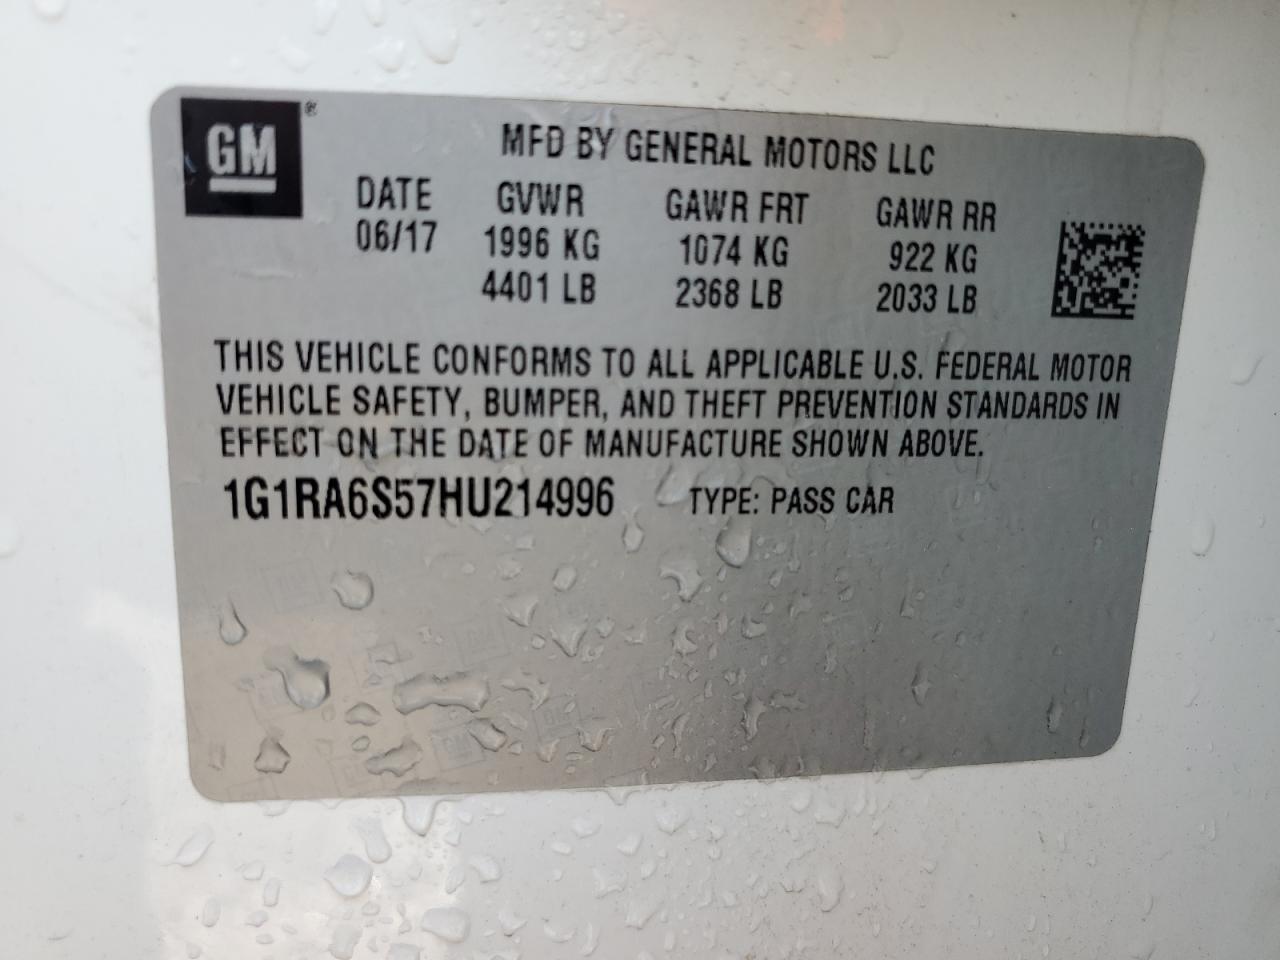 GM®
MFD BY GENERAL MOTORS LLC
DATE GVWR GAWR FRT GAWR RR
06/17 1996 KG 1074 KG 922 KG
4401 LB 2368 LB 2033 LB
THIS VEHICLE CONFORMS TO ALL APPLICABLE U.S. FEDERAL MOTOR
VEHICLE SAFETY, BUMPER, AND THEFT PREVENTION STANDARDS IN
EFFECT ON THE DATE OF MANUFACTURE SHOWN ABOVE.
1G1RA6S57HU214996 TYPE: PASS CAR